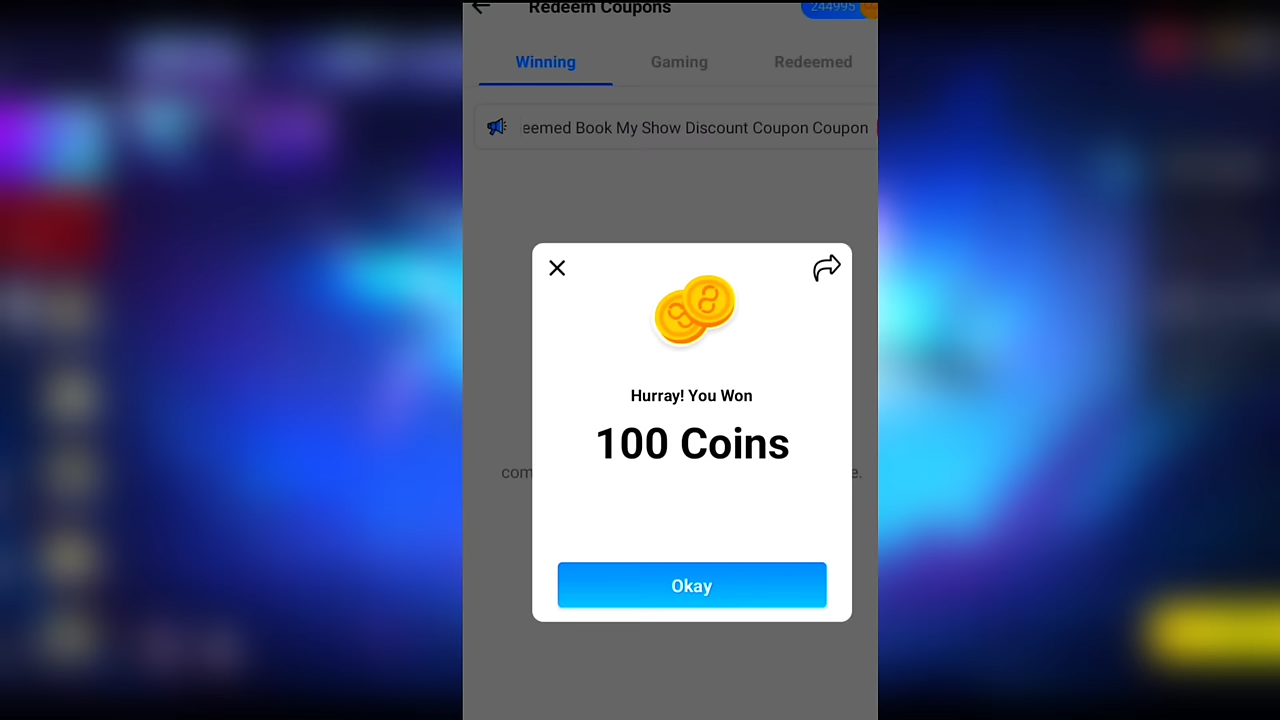 Redeem Coupons
244995
Winning
Gaming
Redeemed
eemed Book My Show Discount Coupon Coupon
Hurray! You Won
100 Coins
com
e.
Okay